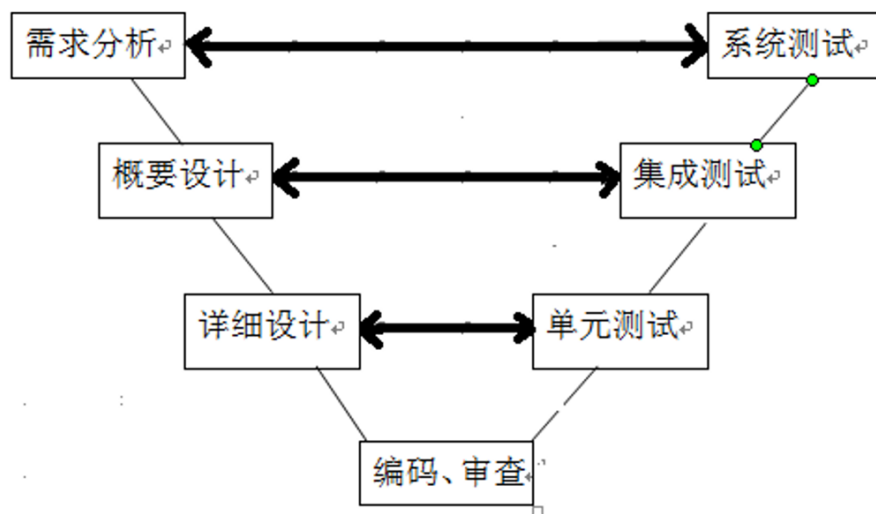 需求分析
系统测试
概要设计
集成测试
详细设计
单元测试
编码、审查